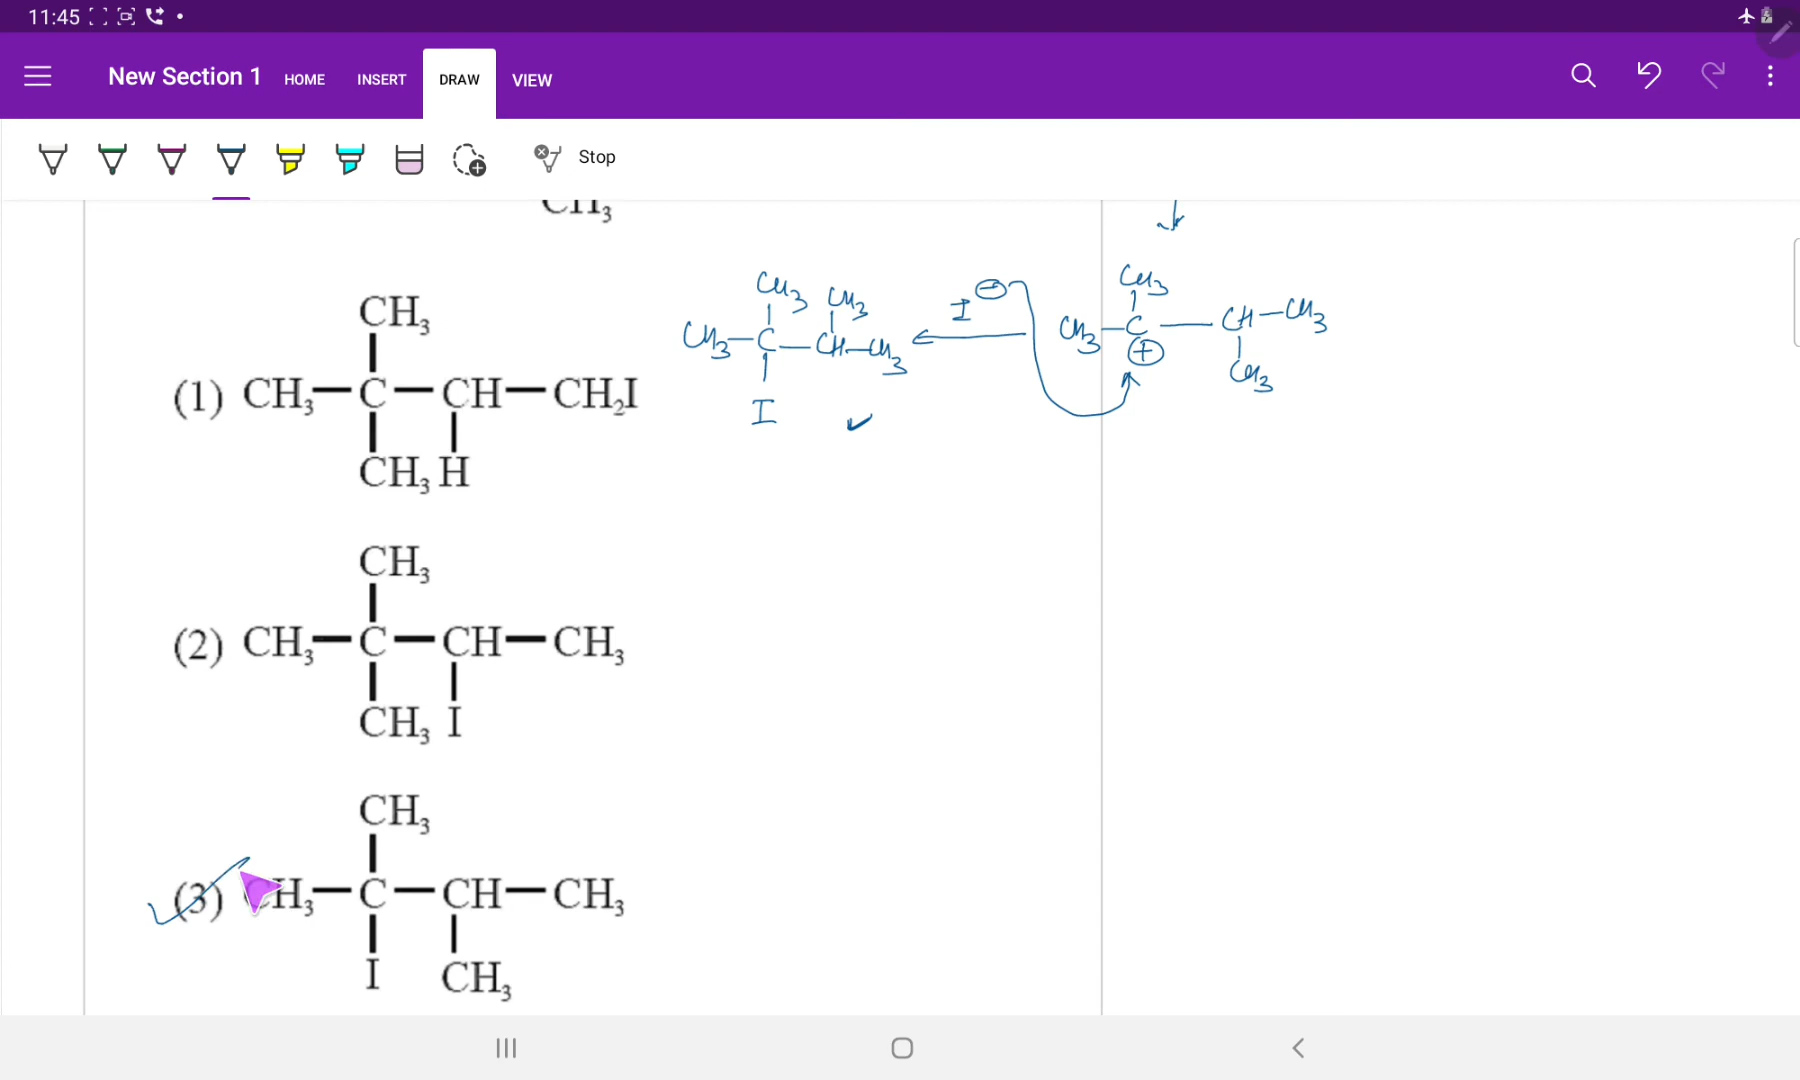 11:45
New Section 1 HOME INSERT DRAW VIEW
Stop
CH3
CH3
(1) CH3—C—CH—CH2I
CH3 H
CH3 CH3
CH3—C—CH—CH3
I
I ⊖
CH3
CH3—C—CH—CH3
⊕
CH3
CH3
(2) CH3—C—CH—CH3
CH3 I
CH3
(3) CH3—C—CH—CH3
I CH3